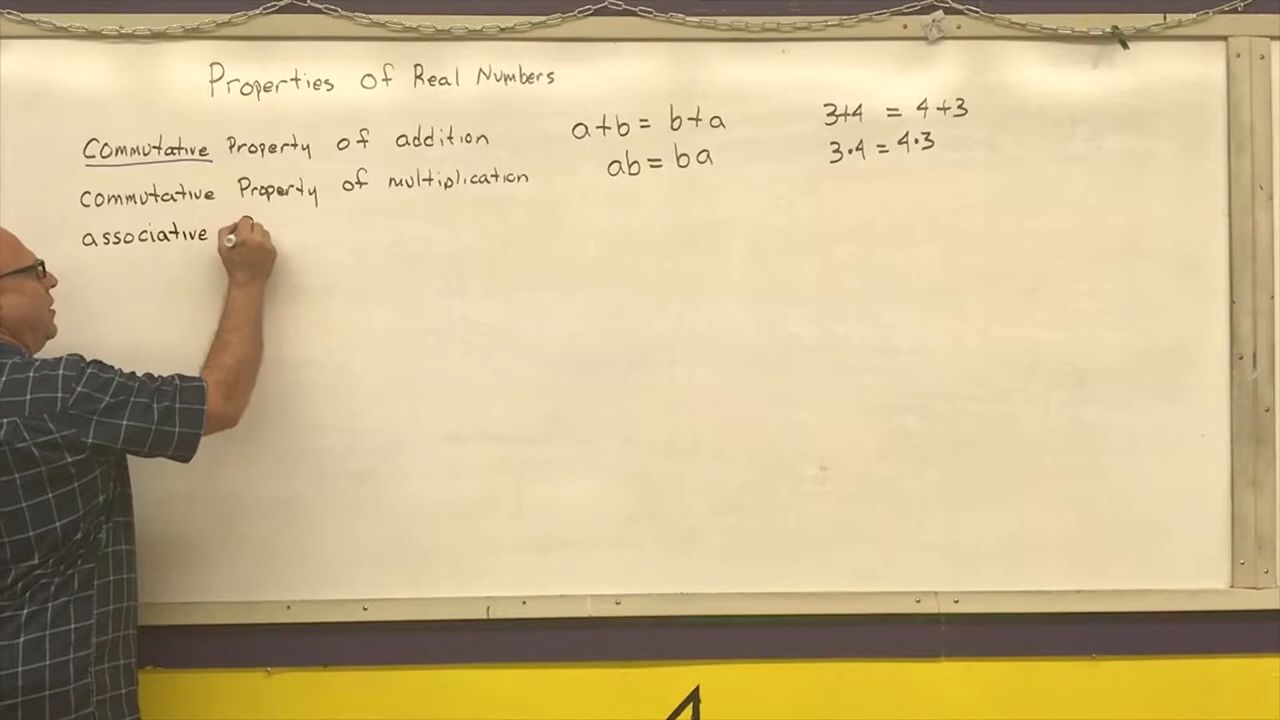 Properties of Real Numbers
Commutative Property of addition a+b = b+a 3+4 = 4+3
commutative Property of multiplication ab = ba 3·4 = 4·3
associative